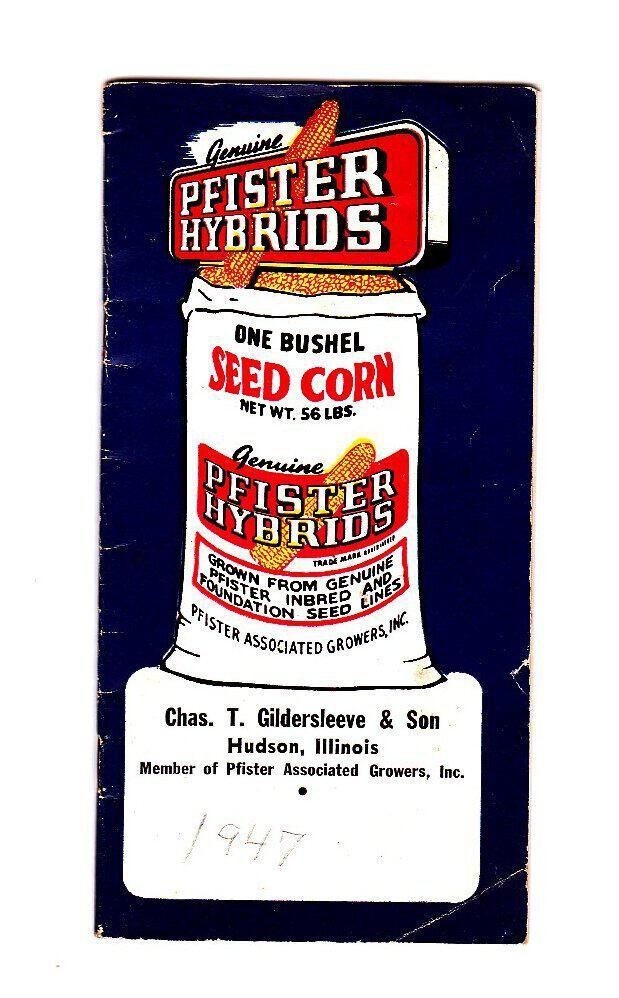 Genuine
PFISTER
HYBRIDS
ONE BUSHEL
SEED CORN
NET WT. 56 LBS.
Genuine
PFISTER
HYBRIDS
TRADE MARK REGISTERED
GROWN FROM GENUINE
PFISTER INBRED AND
FOUNDATION SEED LINES
PFISTER ASSOCIATED GROWERS, INC.
Chas. T. Gildersleeve & Son
Hudson, Illinois
Member of Pfister Associated Growers, Inc.
1947